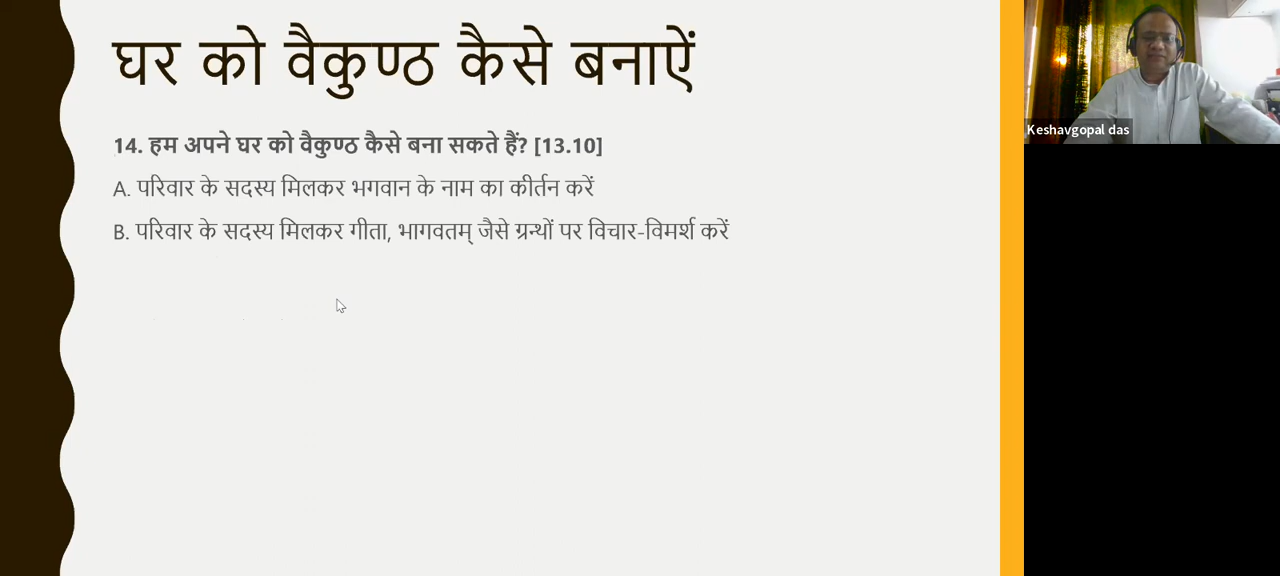 घर को वैकुण्ठ कैसे बनाऐं
14. हम अपने घर को वैकुण्ठ कैसे बना सकते हैं? [13.10]
A. परिवार के सदस्य मिलकर भगवान के नाम का कीर्तन करें
B. परिवार के सदस्य मिलकर गीता, भागवतम् जैसे ग्रन्थों पर विचार-विमर्श करें
Keshavgopal das